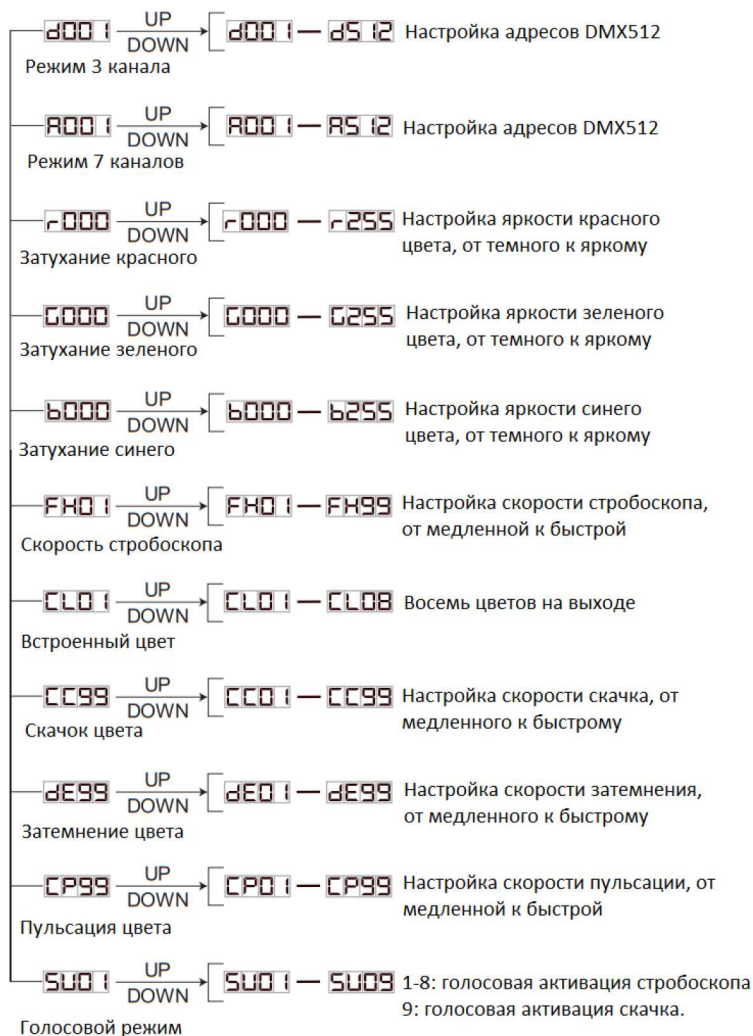 d001 UP DOWN d001 — d512 Настройка адресов DMX512
Режим 3 канала
A001 UP DOWN A001 — A512 Настройка адресов DMX512
Режим 7 каналов
r000 UP DOWN r000 — r255 Настройка яркости красного
цвета, от темного к яркому
Затухание красного
G000 UP DOWN G000 — G255 Настройка яркости зеленого
цвета, от темного к яркому
Затухание зеленого
b000 UP DOWN b000 — b255 Настройка яркости синего
цвета, от темного к яркому
Затухание синего
FH01 UP DOWN FH01 — FH99 Настройка скорости стробоскопа,
от медленной к быстрой
Скорость стробоскопа
CL01 UP DOWN CL01 — CL08 Восемь цветов на выходе
Встроенный цвет
CC99 UP DOWN CC01 — CC99 Настройка скорости скачка, от
медленного к быстрому
Скачок цвета
dE99 UP DOWN dE01 — dE99 Настройка скорости затемнения,
от медленного к быстрому
Затемнение цвета
CP99 UP DOWN CP01 — CP99 Настройка скорости пульсации, от
медленной к быстрой
Пульсация цвета
SU01 UP DOWN SU01 — SU09 1-8: голосовая активация стробоскопа
9: голосовая активация скачка.
Голосовой режим